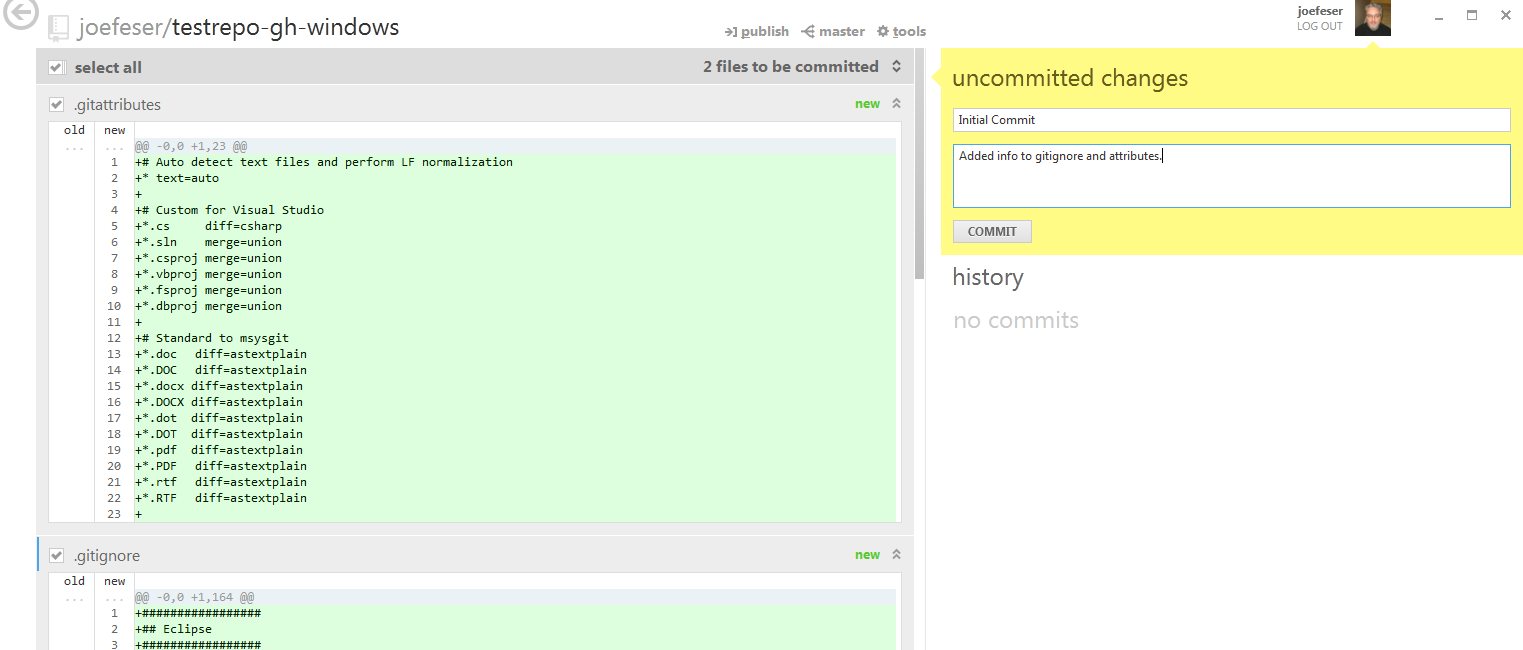 joefeser/testrepo-gh-windows
publish master tools
joefeser
LOG OUT
select all
2 files to be committed
.gitattributes
new
old new
... ... @@ -0,0 +1,23 @@
1 +# Auto detect text files and perform LF normalization
2 +* text=auto
3 +
4 +# Custom for Visual Studio
5 +*.cs     diff=csharp
6 +*.sln    merge=union
7 +*.csproj merge=union
8 +*.vbproj merge=union
9 +*.fsproj merge=union
10 +*.dbproj merge=union
11 +
12 +# Standard to msysgit
13 +*.doc   diff=astextplain
14 +*.DOC   diff=astextplain
15 +*.docx diff=astextplain
16 +*.DOCX diff=astextplain
17 +*.dot  diff=astextplain
18 +*.DOT  diff=astextplain
19 +*.pdf  diff=astextplain
20 +*.PDF   diff=astextplain
21 +*.rtf   diff=astextplain
22 +*.RTF   diff=astextplain
23 +
.gitignore
new
old new
... ... @@ -0,0 +1,164 @@
1 +#################
2 +## Eclipse
3 +#################
uncommitted changes
Initial Commit
Added info to gitignore and attributes.
COMMIT
history
no commits